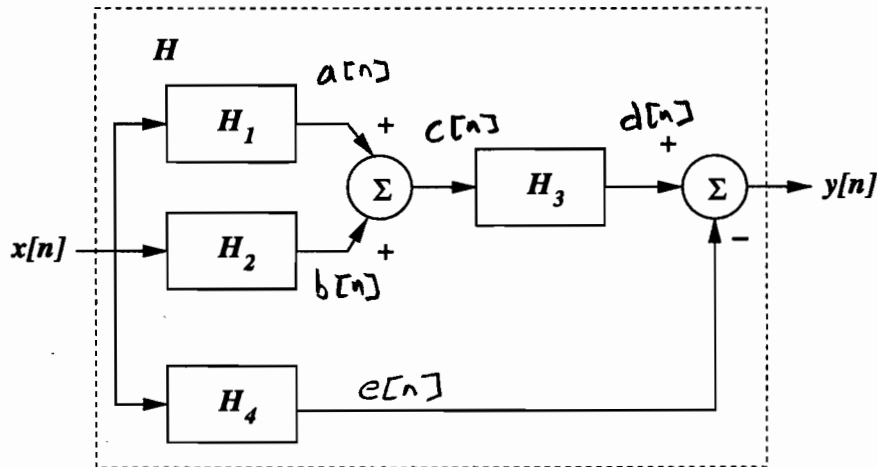 H
a[n]
H1
+
c[n]
d[n]
+
Σ
H3
Σ
y[n]
x[n]
H2
+
b[n]
−
H4
e[n]